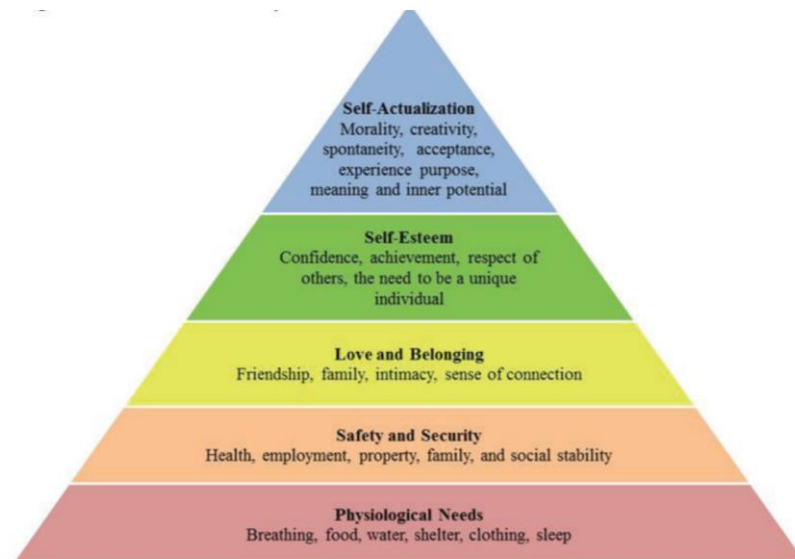 Self-Actualization
Morality, creativity,
spontaneity, acceptance,
experience purpose,
meaning and inner potential
Self-Esteem
Confidence, achievement, respect of
others, the need to be a unique
individual
Love and Belonging
Friendship, family, intimacy, sense of connection
Safety and Security
Health, employment, property, family, and social stability
Physiological Needs
Breathing, food, water, shelter, clothing, sleep